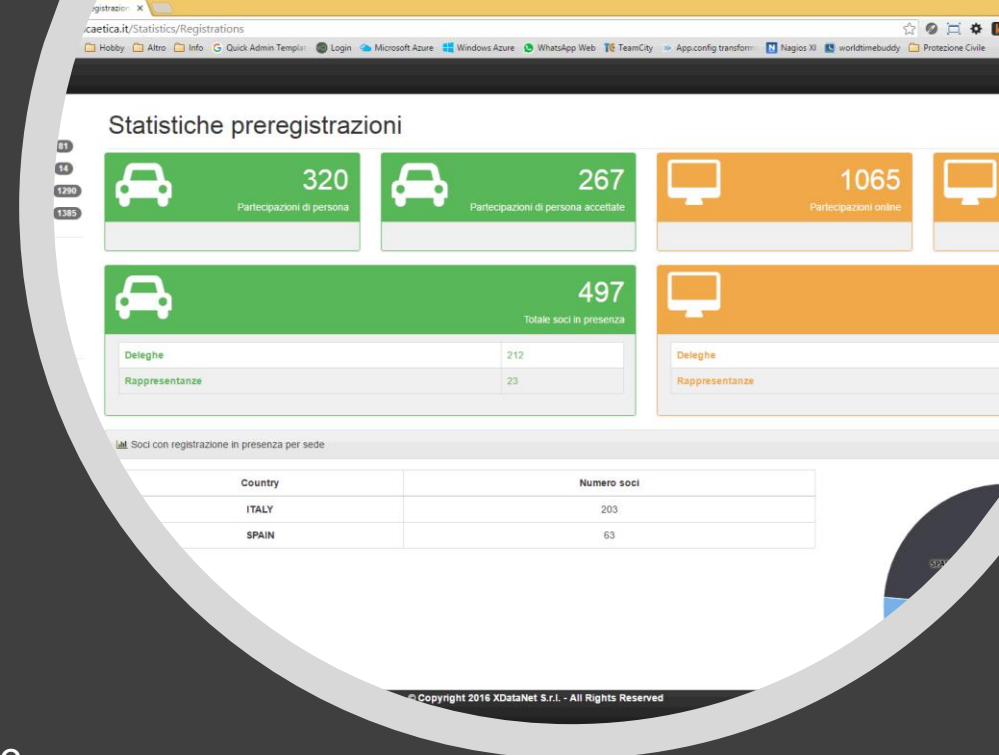 caetica.it/Statistics/Registrations
Hobby Altro Info Quick Admin Templat Login Microsoft Azure Windows Azure WhatsApp Web TeamCity App.config transform Nagios XI worldtimebuddy Protezione Civile
Statistiche preregistrazioni
81
14
1290
1385
320
Partecipazioni di persona
267
Partecipazioni di persona accettate
1065
Partecipazioni online
497
Totale soci in presenza
Deleghe 212
Rappresentanze 23
Deleghe
Rappresentanze
Soci con registrazione in presenza per sede
Country Numero soci
ITALY 203
SPAIN 63
© Copyright 2016 XDataNet S.r.l. - All Rights Reserved